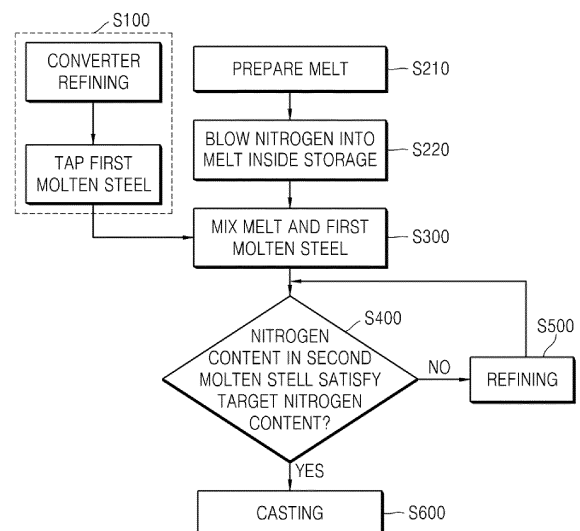 S100
CONVERTER
REFINING
TAP FIRST
MOLTEN STEEL
PREPARE MELT
S210
BLOW NITROGEN INTO
MELT INSIDE STORAGE
S220
MIX MELT AND FIRST
MOLTEN STEEL
S300
S400
NITROGEN
CONTENT IN SECOND
MOLTEN STELL SATISFY
TARGET NITROGEN
CONTENT?
NO
S500
REFINING
YES
CASTING
S600